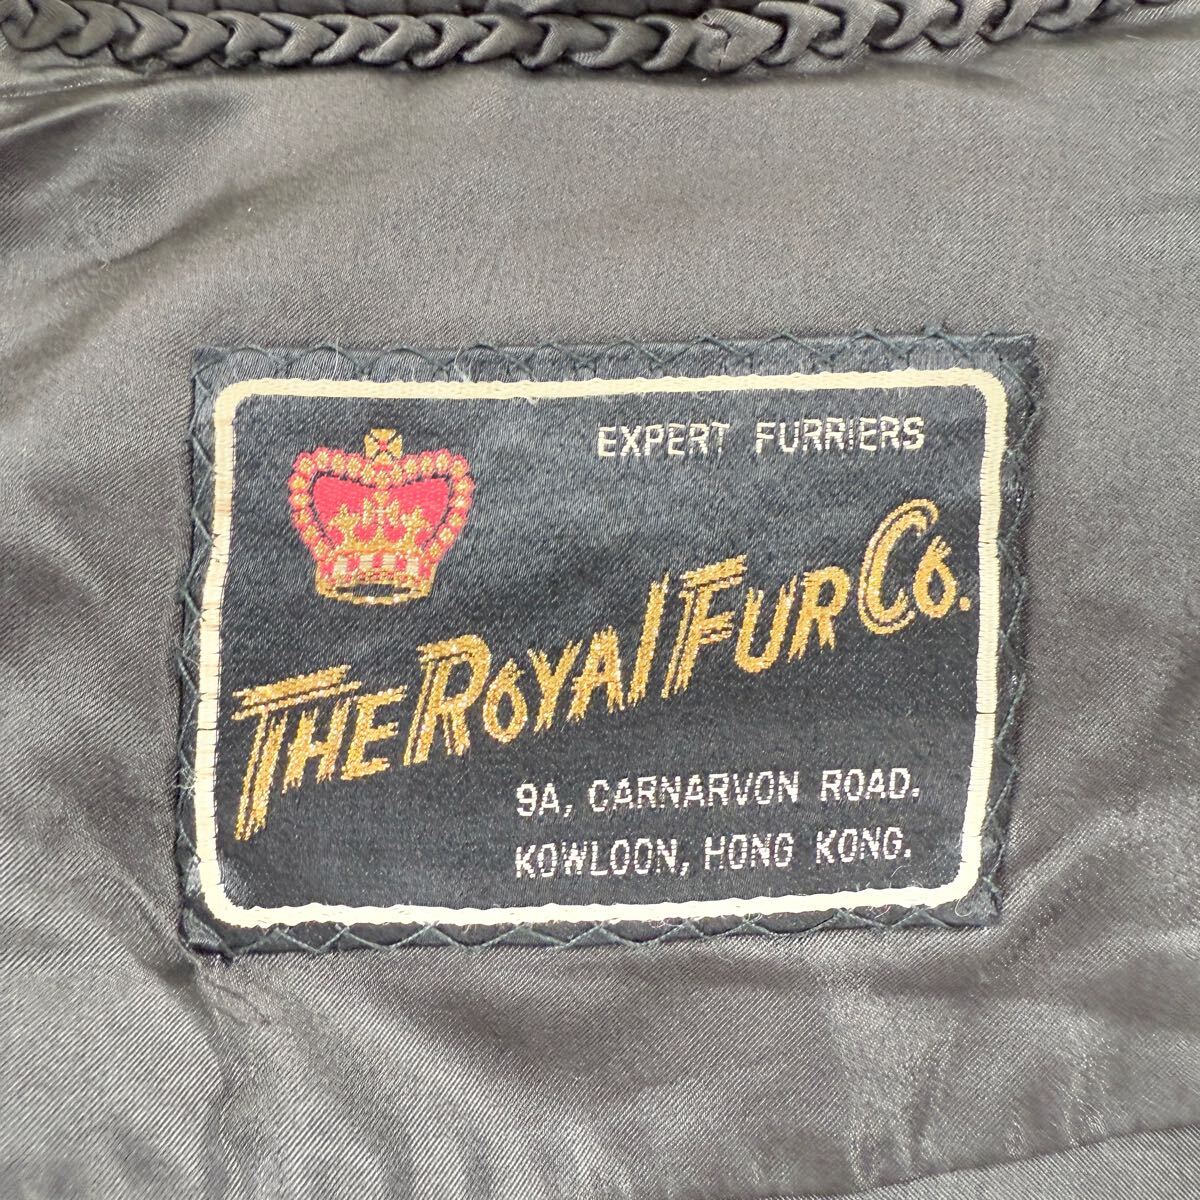 EXPERT FURRIERS
THE ROYAL FUR CO.
9A, CARNARVON ROAD,
KOWLOON, HONG KONG.